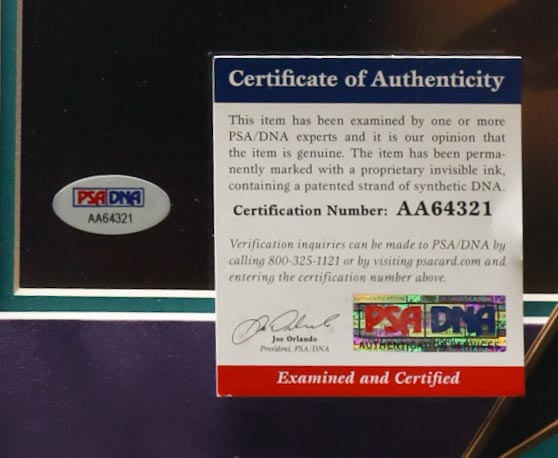 Certificate of Authenticity
This item has been examined by one or more
PSA/DNA experts and it is our opinion that
the item is genuine. The item has been perma-
nently marked with a proprietary invisible ink,
containing a patented strand of synthetic DNA.
Certification Number: AA64321
Verification inquiries can be made to PSA/DNA by
calling 800-325-1121 or by visiting psacard.com and
entering the certification number above.
Joe Orlando
President, PSA/DNA
AUTHENTICATION
PSA DNA
AUTHENTICATION SERVICES
Examined and Certified
PSA DNA
AA64321